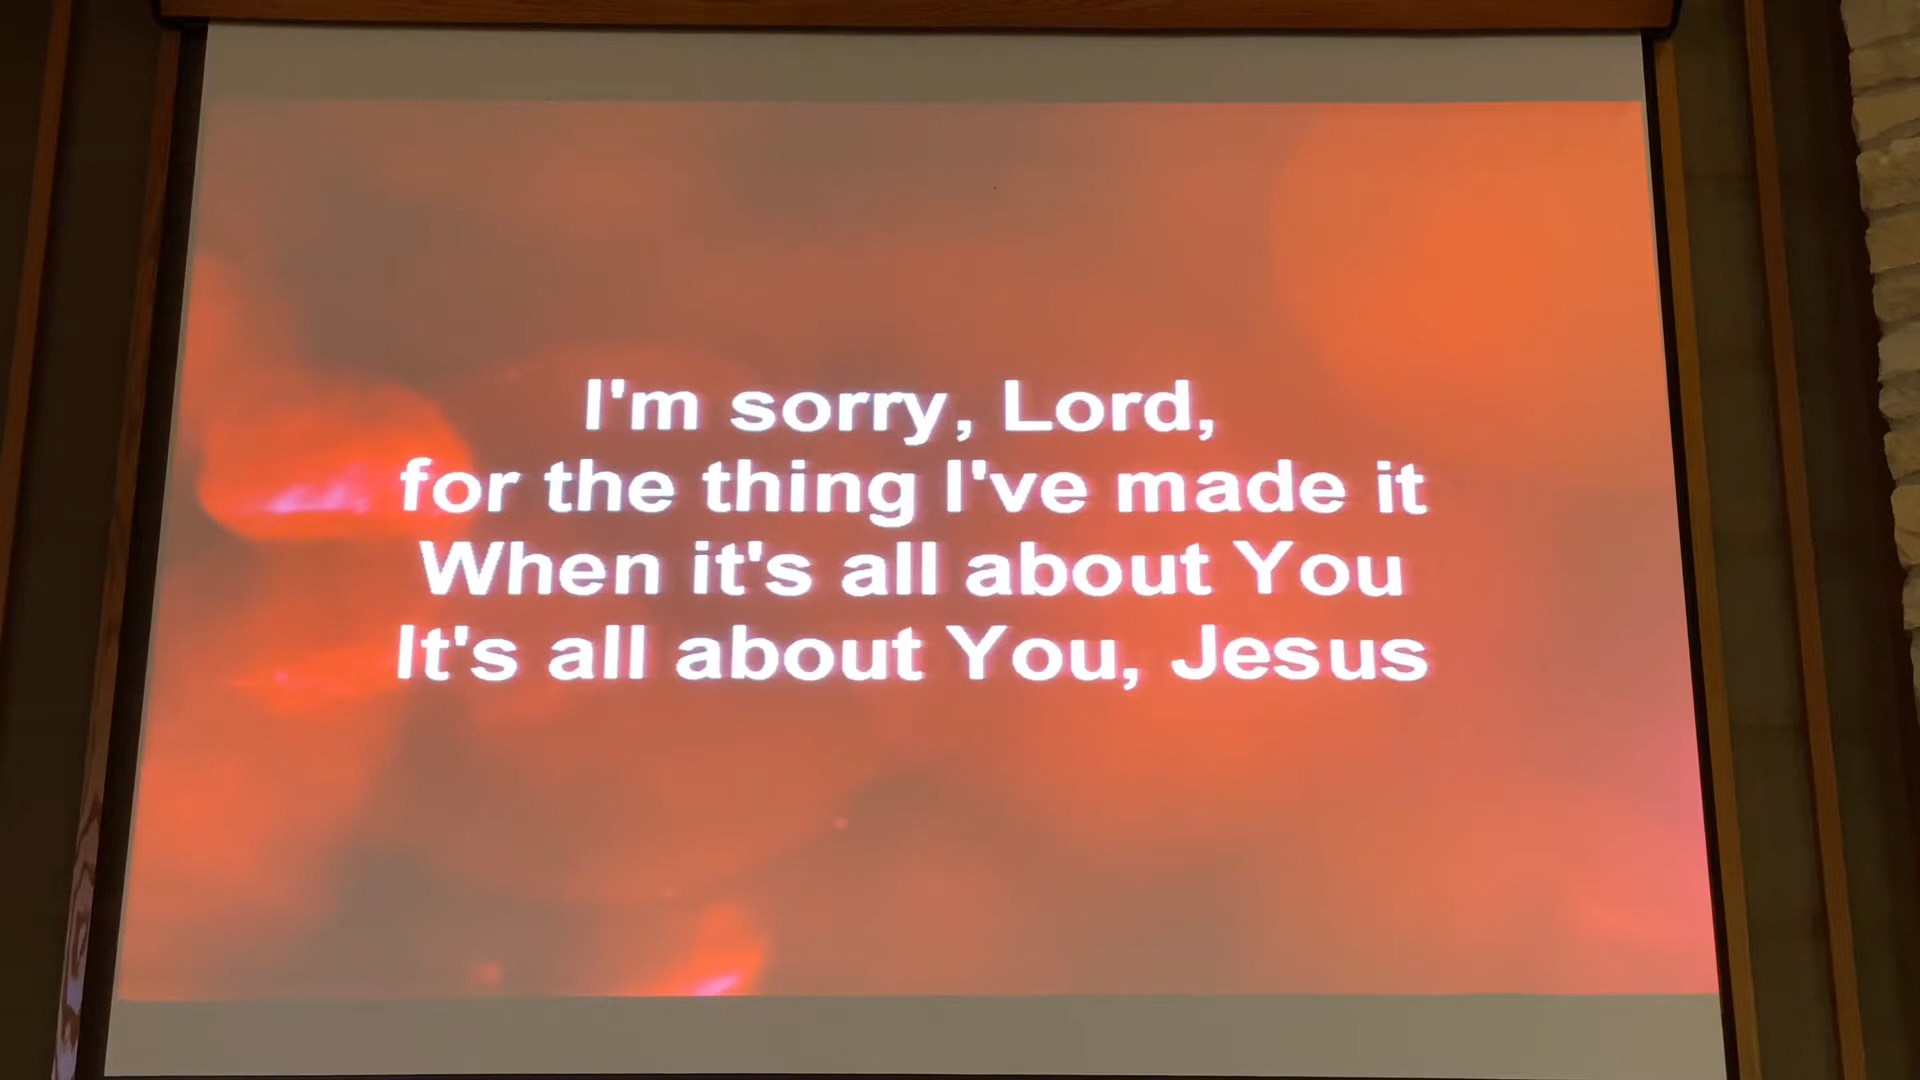 I'm sorry, Lord,
for the thing I've made it
When it's all about You
It's all about You, Jesus